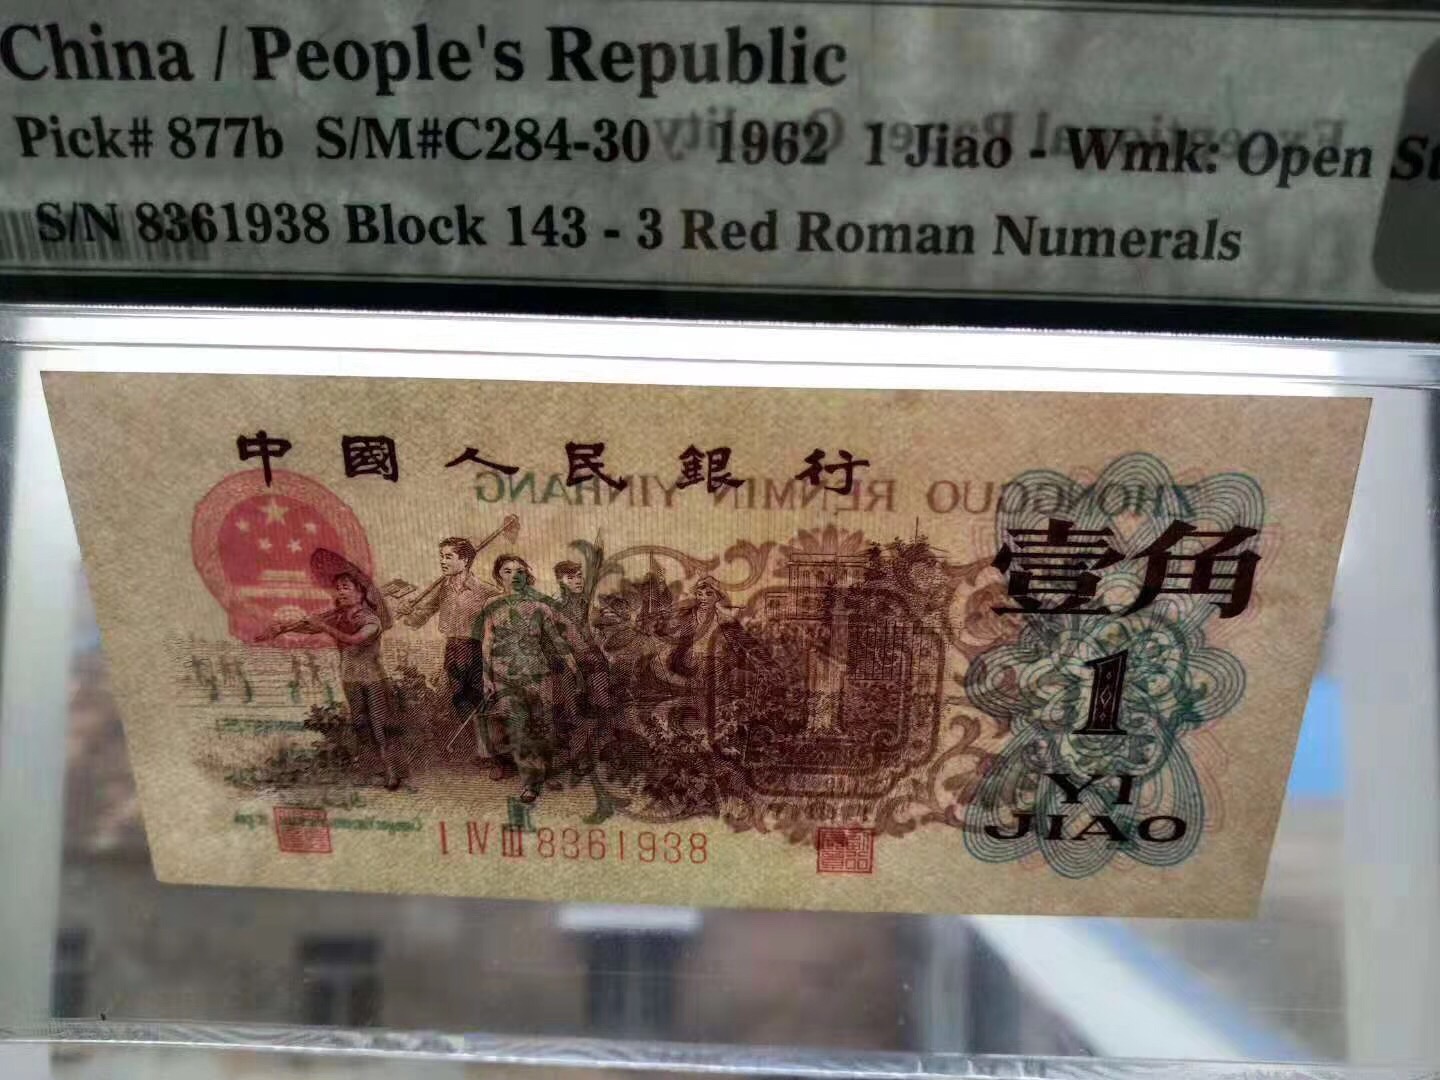 China / People's Republic
Pick# 877b S/M#C284-30 1962 1 Jiao - Wmk: Open
S/N 8361938 Block 143 - 3 Red Roman Numerals
中國人民銀行
ZHONGGUO RENMIN YINHANG
壹角
1
YI
JIAO
I IV III 8361938